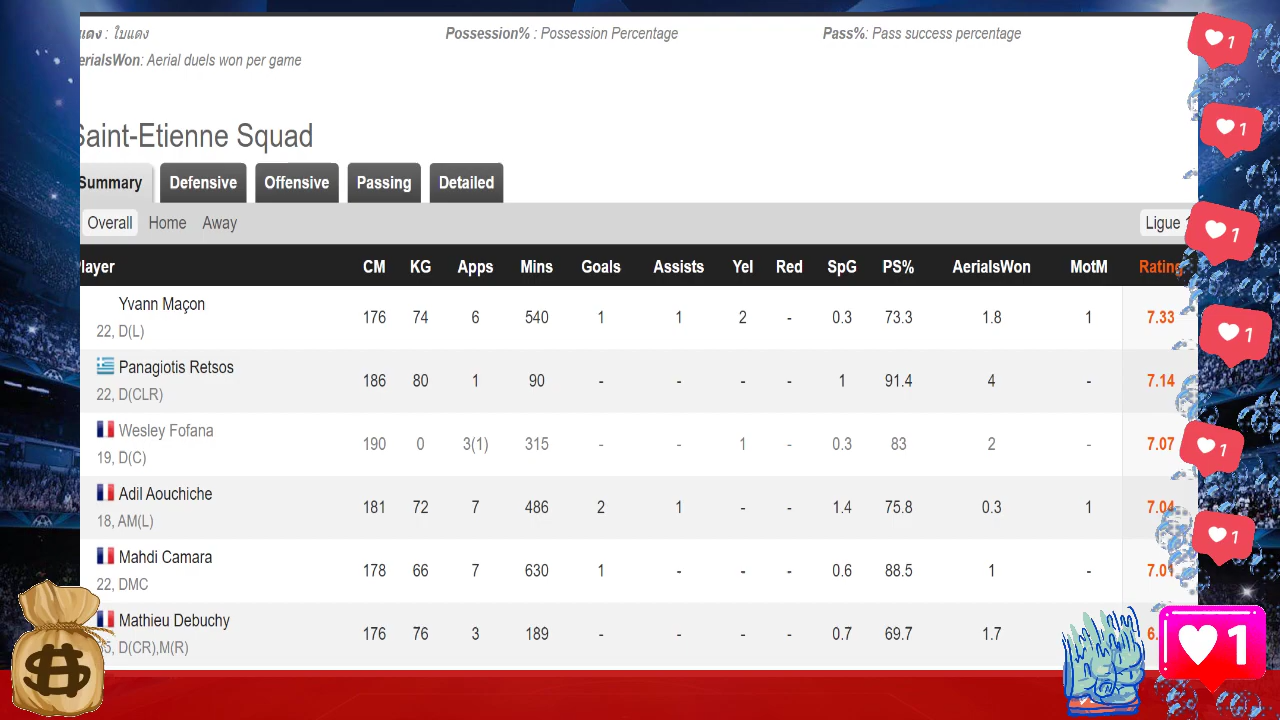 แดง : ใบแดง Possession% : Possession Percentage Pass%: Pass success percentage
erialsWon: Aerial duels won per game
Saint-Etienne Squad
Summary Defensive Offensive Passing Detailed
Overall Home Away Ligue 1
Player CM KG Apps Mins Goals Assists Yel Red SpG PS% AerialsWon MotM Rating
Yvann Maçon
22, D(L) 176 74 6 540 1 1 2 - 0.3 73.3 1.8 1 7.33
Panagiotis Retsos
22, D(CLR) 186 80 1 90 - - - - 1 91.4 4 - 7.14
Wesley Fofana
19, D(C) 190 0 3(1) 315 - - 1 - 0.3 83 2 - 7.07
Adil Aouchiche
18, AM(L) 181 72 7 486 2 1 - - 1.4 75.8 0.3 1 7.04
Mahdi Camara
22, DMC 178 66 7 630 1 - - - 0.6 88.5 1 - 7.01
Mathieu Debuchy
35, D(CR),M(R) 176 76 3 189 - - - - 0.7 69.7 1.7 6.
1
1
1
1
1
1
1